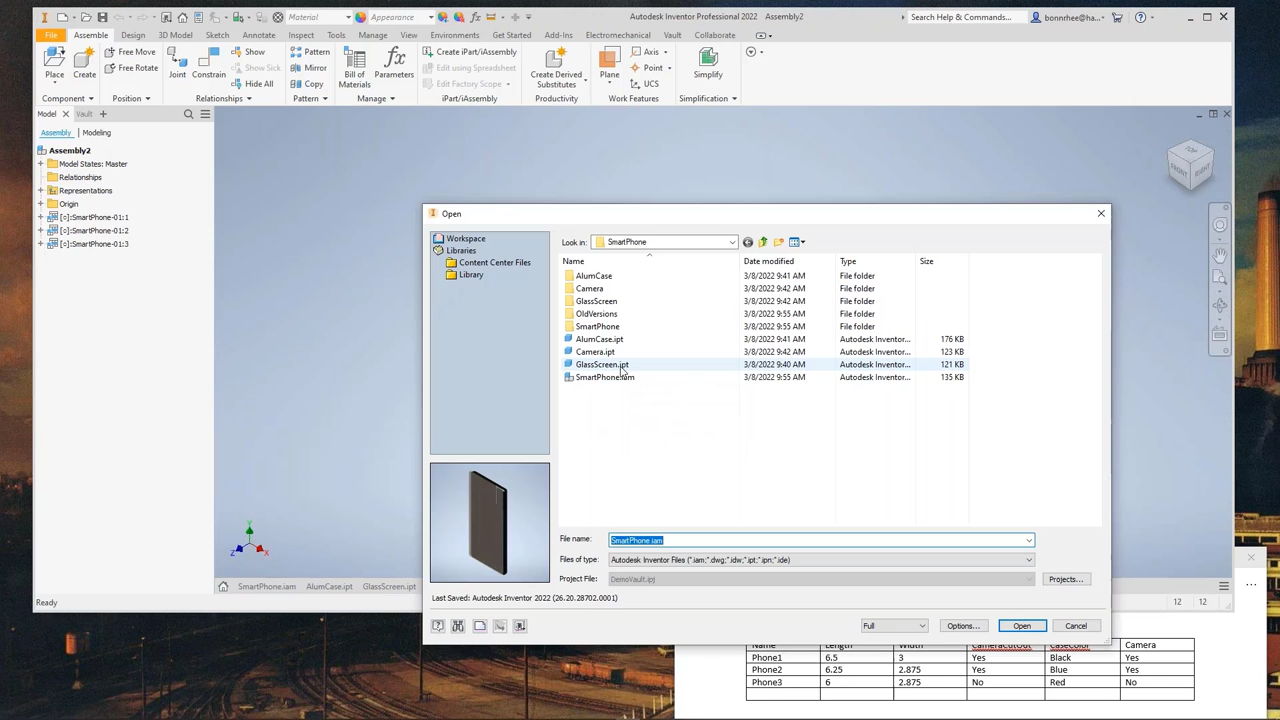 Material
Appearance
Autodesk Inventor Professional 2022 Assembly2
Search Help & Commands...
bonnrhee@ha...
File Assemble Design 3D Model Sketch Annotate Inspect Tools Manage View Environments Get Started Add-Ins Electromechanical Vault Collaborate
Place
Create
Free Move
Free Rotate
Joint
Constrain
Show
Show Sick
Hide All
Pattern
Mirror
Copy
Bill of Materials
Parameters
Create iPart/iAssembly
Edit using Spreadsheet
Edit Factory Scope
Create Derived Substitutes
Plane
Axis
Point
UCS
Simplify
Component Position Relationships Pattern Manage iPart/iAssembly Productivity Work Features Simplification
Model Vault
Assembly Modeling
Assembly2
Model States: Master
Relationships
Representations
Origin
[○]:SmartPhone-01:1
[○]:SmartPhone-01:2
[○]:SmartPhone-01:3
RIGHT
Y
Z
X
SmartPhone.iam AlumCase.ipt GlassScreen.ipt
Ready
12 12
Open
Workspace
Libraries
Content Center Files
Library
Look in: SmartPhone
Name Date modified Type Size
AlumCase 3/8/2022 9:41 AM File folder
Camera 3/8/2022 9:42 AM File folder
GlassScreen 3/8/2022 9:42 AM File folder
OldVersions 3/8/2022 9:55 AM File folder
SmartPhone 3/8/2022 9:55 AM File folder
AlumCase.ipt 3/8/2022 9:41 AM Autodesk Inventor... 176 KB
Camera.ipt 3/8/2022 9:42 AM Autodesk Inventor... 123 KB
GlassScreen.ipt 3/8/2022 9:40 AM Autodesk Inventor... 121 KB
SmartPhone.iam 3/8/2022 9:55 AM Autodesk Inventor... 135 KB
File name: SmartPhone.iam
Files of type: Autodesk Inventor Files (*.iam;*.dwg;*.idw;*.ipt;*.ipn;*.ide)
Project File: DemoVault.ipj
Projects...
Last Saved: Autodesk Inventor 2022 (26.20.28702.0001)
Full Options... Open Cancel
Name Length Width CameraCutOut CaseColor Camera
Phone1 6.5 3 Yes Black Yes
Phone2 6.25 2.875 Yes Blue Yes
Phone3 6 2.875 No Red No